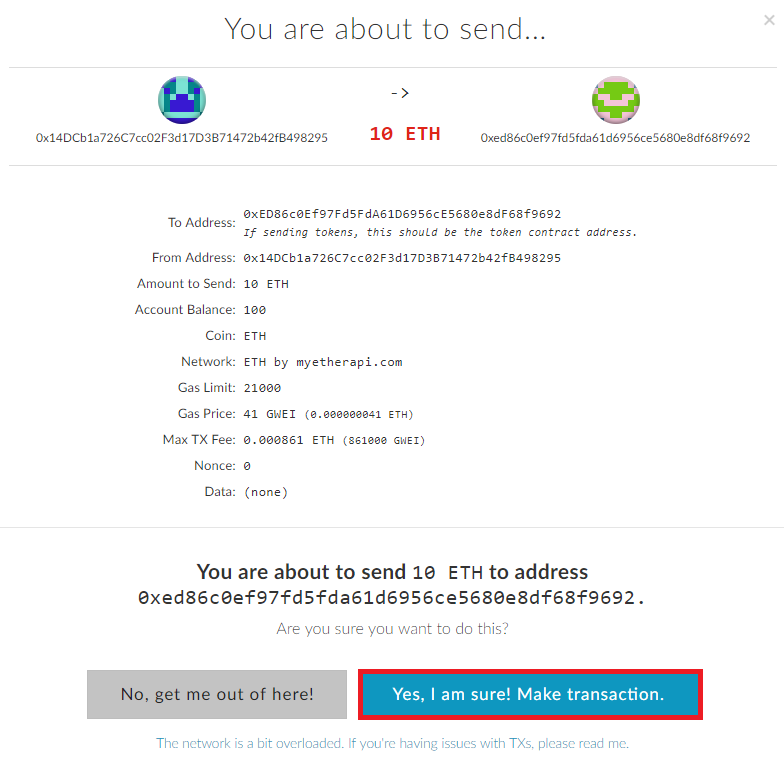 You are about to send...
×
->
10 ETH
0x14DCb1a726C7cc02F3d17D3B71472b42fB498295
0xed86c0ef97fd5fda61d6956ce5680e8df68f9692
To Address: 0xED86c0Ef97Fd5FdA61D6956cE5680e8dF68f9692
If sending tokens, this should be the token contract address.
From Address: 0x14DCb1a726C7cc02F3d17D3B71472b42fB498295
Amount to Send: 10 ETH
Account Balance: 100
Coin: ETH
Network: ETH by myetherapi.com
Gas Limit: 21000
Gas Price: 41 GWEI (0.000000041 ETH)
Max TX Fee: 0.000861 ETH (861000 GWEI)
Nonce: 0
Data: (none)
You are about to send 10 ETH to address
0xed86c0ef97fd5fda61d6956ce5680e8df68f9692.
Are you sure you want to do this?
No, get me out of here!
Yes, I am sure! Make transaction.
The network is a bit overloaded. If you're having issues with TXs, please read me.